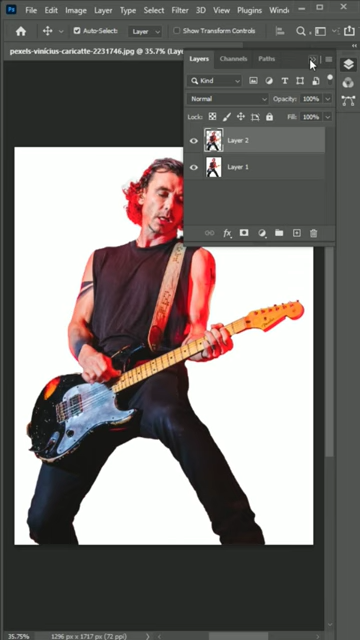 Ps
File Edit Image Layer Type Select Filter 3D View Plugins Windo
Auto-Select: Layer Show Transform Controls
pexels-vinicius-caricatte-2231746.jpg @ 35.7% (Laye
Layers Channels Paths
Kind
Normal Opacity: 100%
Lock: Fill: 100%
Layer 2
Layer 1
fx
35.75% 1296 px x 1717 px (72 ppi)